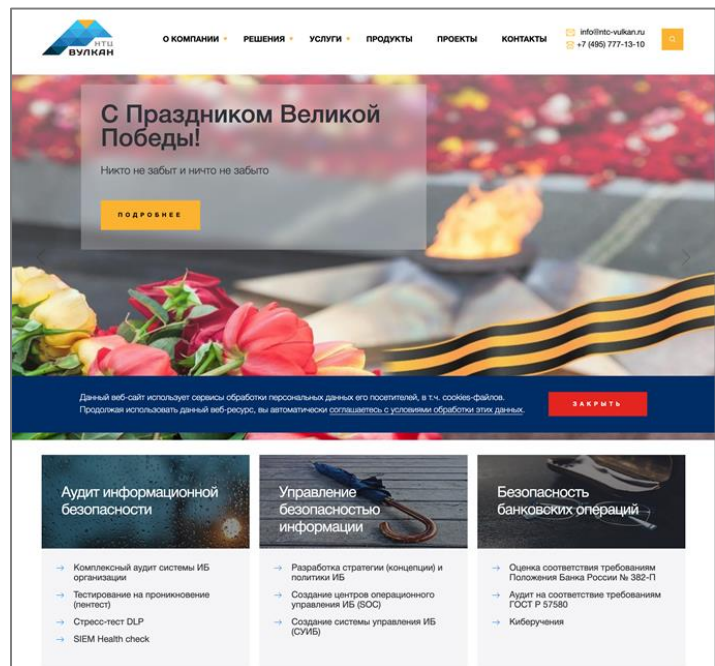 НТЦ
ВУЛКАН
О КОМПАНИИ
РЕШЕНИЯ
УСЛУГИ
ПРОДУКТЫ
ПРОЕКТЫ
КОНТАКТЫ
info@ntc-vulkan.ru
+7 (495) 777-13-10
С Праздником Великой
Победы!
Никто не забыт и ничто не забыто
ПОДРОБНЕЕ
Данный веб-сайт использует сервисы обработки персональных данных его посетителей, в т.ч. cookies-файлов.
Продолжая использовать данный веб-ресурс, вы автоматически соглашаетесь с условиями обработки этих данных.
ЗАКРЫТЬ
Аудит информационной
безопасности
→ Комплексный аудит системы ИБ
организации
→ Тестирование на проникновение
(пентест)
→ Стресс-тест DLP
→ SIEM Health check
Управление
безопасностью
информации
→ Разработка стратегии (концепции) и
политики ИБ
→ Создание центров операционного
управления ИБ (SOC)
→ Создание системы управления ИБ
(СУИБ)
Безопасность
банковских операций
→ Оценка соответствия требованиям
Положения Банка России № 382-П
→ Аудит на соответствие требованиям
ГОСТ Р 57580
→ Киберучения